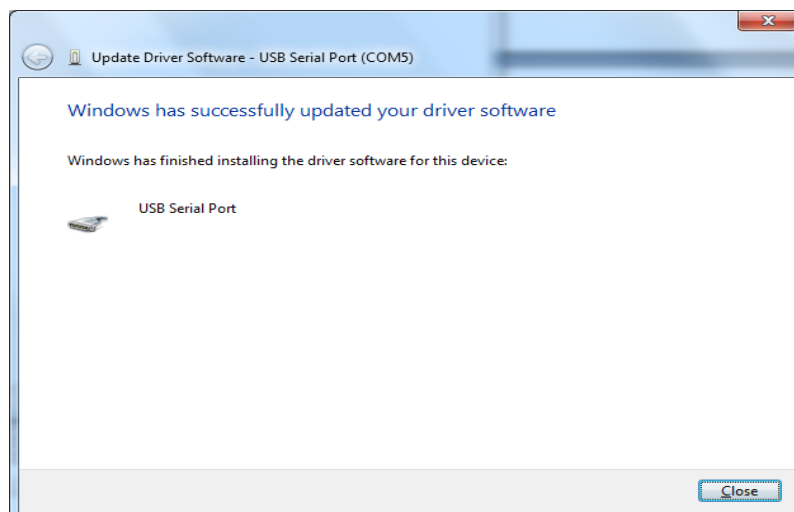 Update Driver Software - USB Serial Port (COM5)
Windows has successfully updated your driver software
Windows has finished installing the driver software for this device:
USB Serial Port
Close